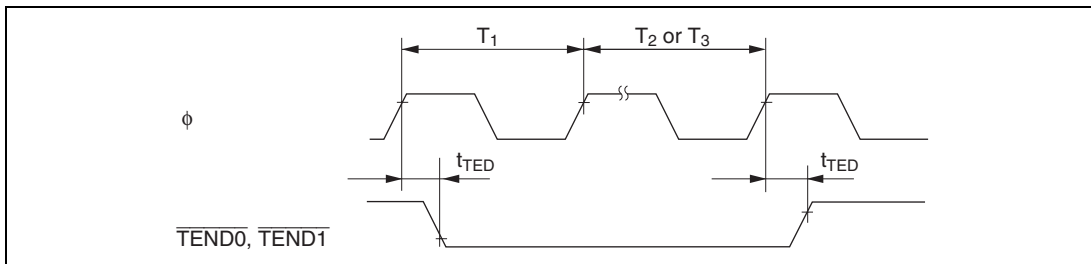 T₁ T₂ or T₃
ϕ
tTED tTED
TEND0, TEND1